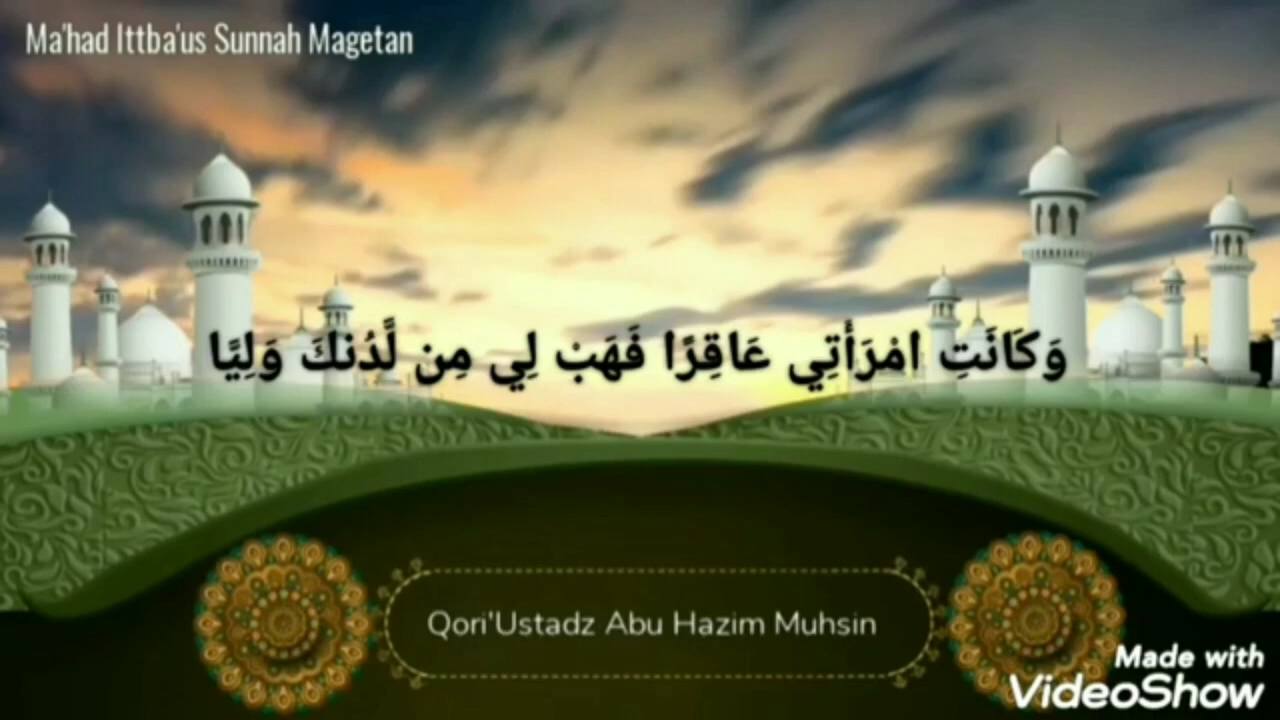 Ma'had Ittba'us Sunnah Magetan
وَكَانَتِ امْرَأَتِي عَاقِرًا فَهَبْ لِي مِن لَّدُنكَ وَلِيًّا
Qori'Ustadz Abu Hazim Muhsin
Made with
VideoShow